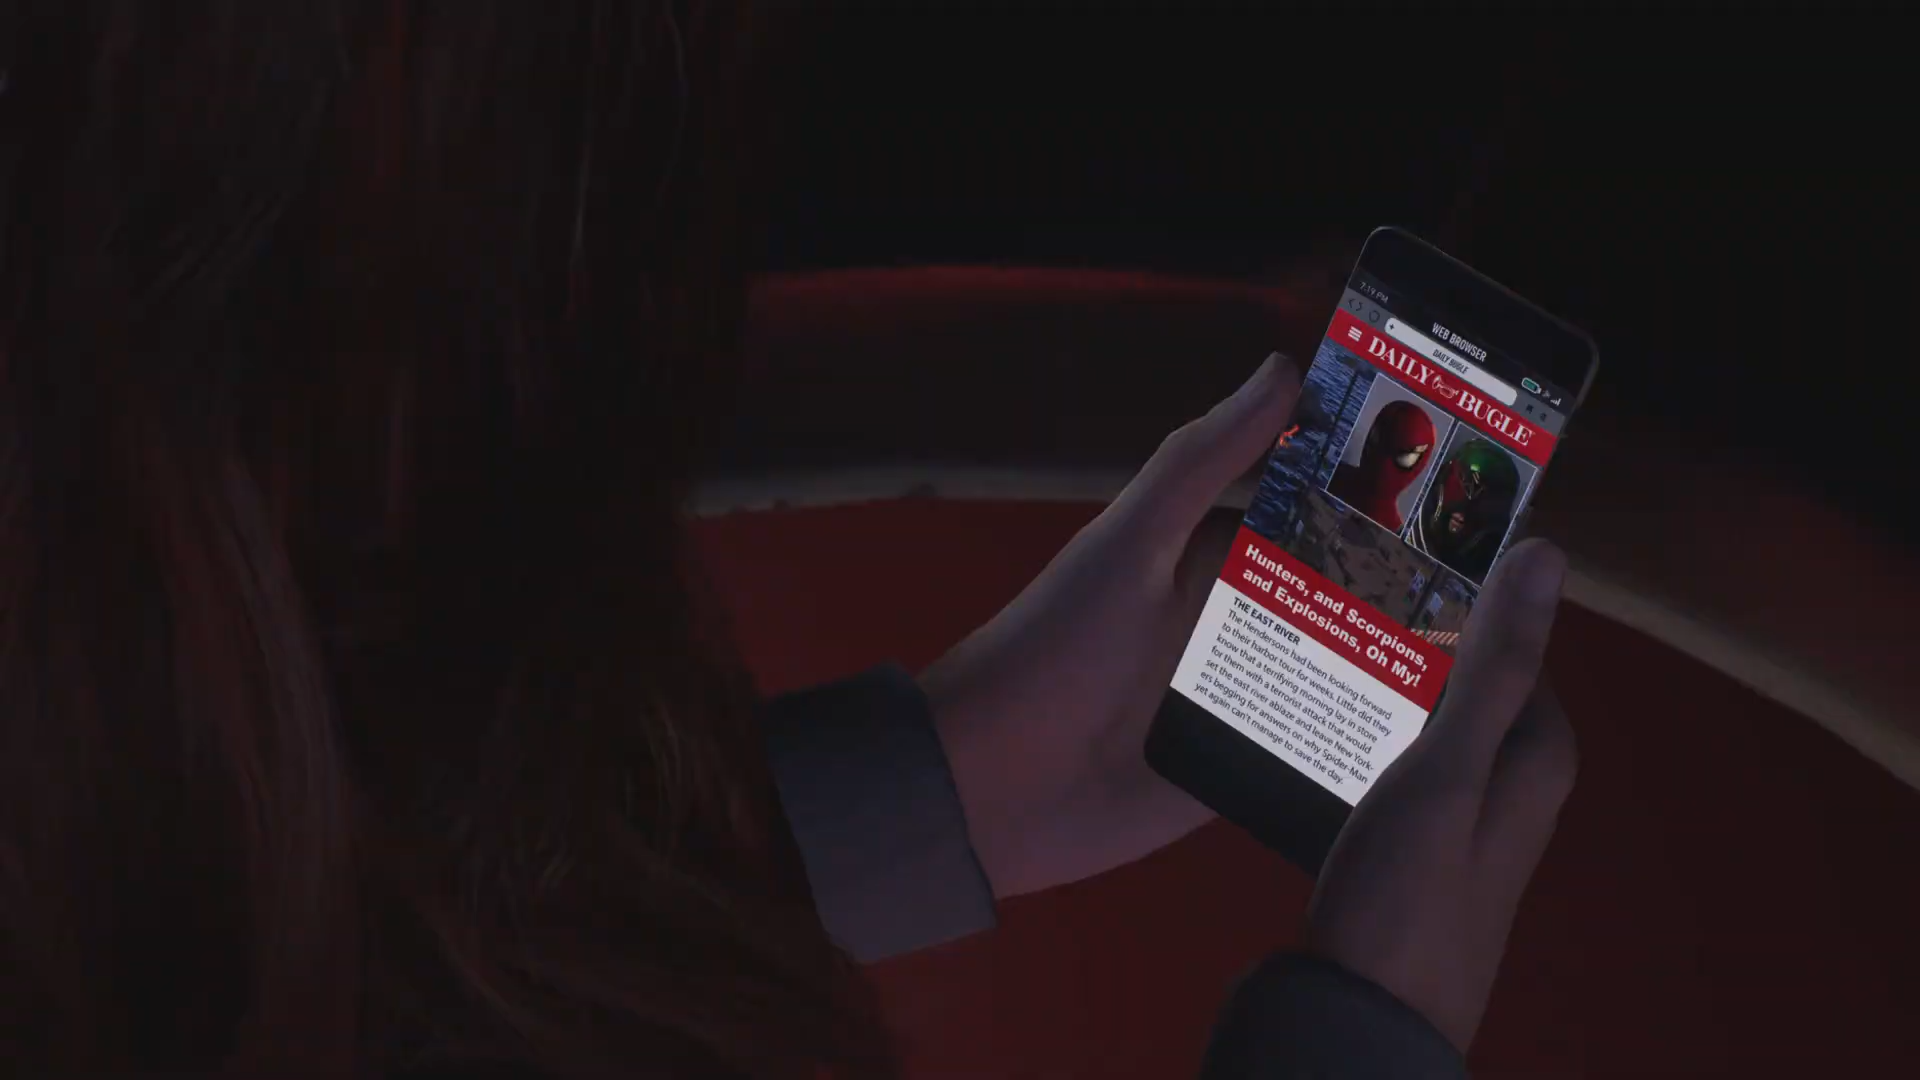 7:19 PM
WEB BROWSER
DAILY BUGLE
DAILY BUGLE
Hunters, and Scorpions,
and Explosions, Oh My!
THE EAST RIVER
The Hendersons had been looking forward
to their harbor tour for weeks. Little did they
know that a terrifying morning lay in store
for them with a terrorist attack that would
set the east river ablaze and leave New York-
ers begging for answers on why Spider-Man
yet again can't manage to save the day.